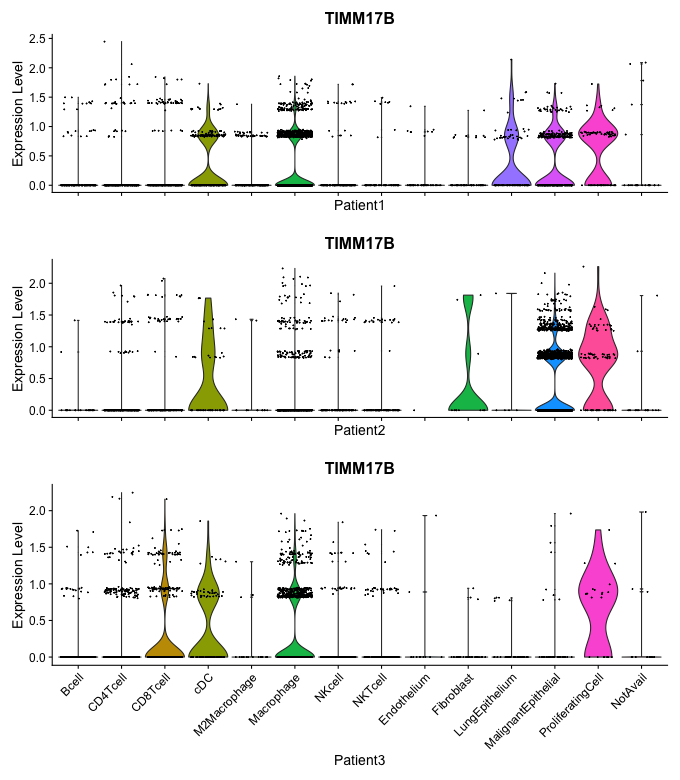 TIMM17B
Expression Level
2.5
2.0
1.5
1.0
0.5
0.0
Patient1
TIMM17B
Expression Level
2.0
1.5
1.0
0.5
0.0
Patient2
TIMM17B
Expression Level
2.0
1.5
1.0
0.5
0.0
Bcell
CD4Tcell
CD8Tcell
cDC
M2Macrophage
Macrophage
NKcell
NKTcell
Endothelium
Fibroblast
LungEpithelium
MalignantEpithelial
ProliferatingCell
NotAvail
Patient3